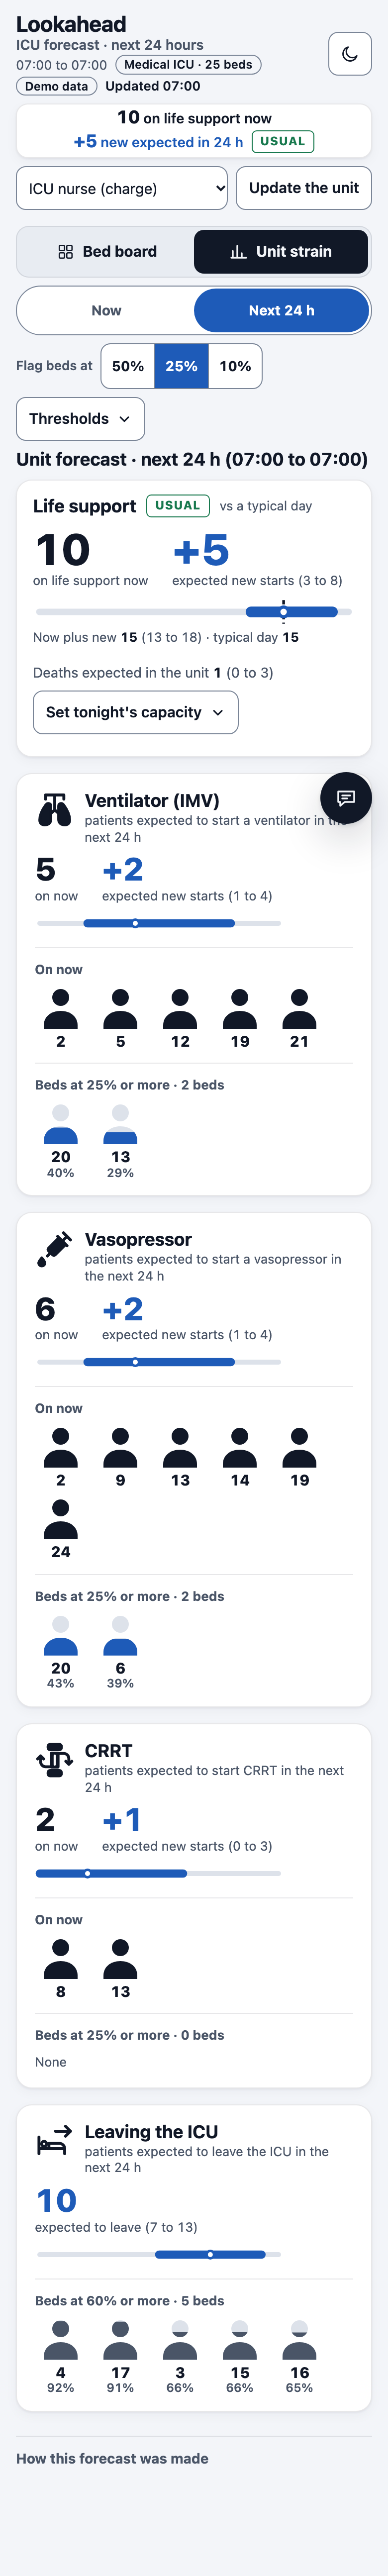 Lookahead
ICU forecast · next 24 hours
07:00 to 07:00 Medical ICU · 25 beds
Demo data Updated 07:00
10 on life support now
+5 new expected in 24 h USUAL
ICU nurse (charge) Update the unit
Bed board Unit strain
Now Next 24 h
Flag beds at 50% 25% 10%
Thresholds
Unit forecast · next 24 h (07:00 to 07:00)
Life support USUAL vs a typical day
10 +5
on life support now expected new starts (3 to 8)
Now plus new 15 (13 to 18) · typical day 15
Deaths expected in the unit 1 (0 to 3)
Set tonight's capacity
Ventilator (IMV)
patients expected to start a ventilator in the
next 24 h
5 +2
on now expected new starts (1 to 4)
On now
2 5 12 19 21
Beds at 25% or more · 2 beds
20 13
40% 29%
Vasopressor
patients expected to start a vasopressor in
the next 24 h
6 +2
on now expected new starts (1 to 4)
On now
2 9 13 14 19
24
Beds at 25% or more · 2 beds
20 6
43% 39%
CRRT
patients expected to start CRRT in the next
24 h
2 +1
on now expected new starts (0 to 3)
On now
8 13
Beds at 25% or more · 0 beds
None
Leaving the ICU
patients expected to leave the ICU in the
next 24 h
10
expected to leave (7 to 13)
Beds at 60% or more · 5 beds
4 17 3 15 16
92% 91% 66% 66% 65%
How this forecast was made